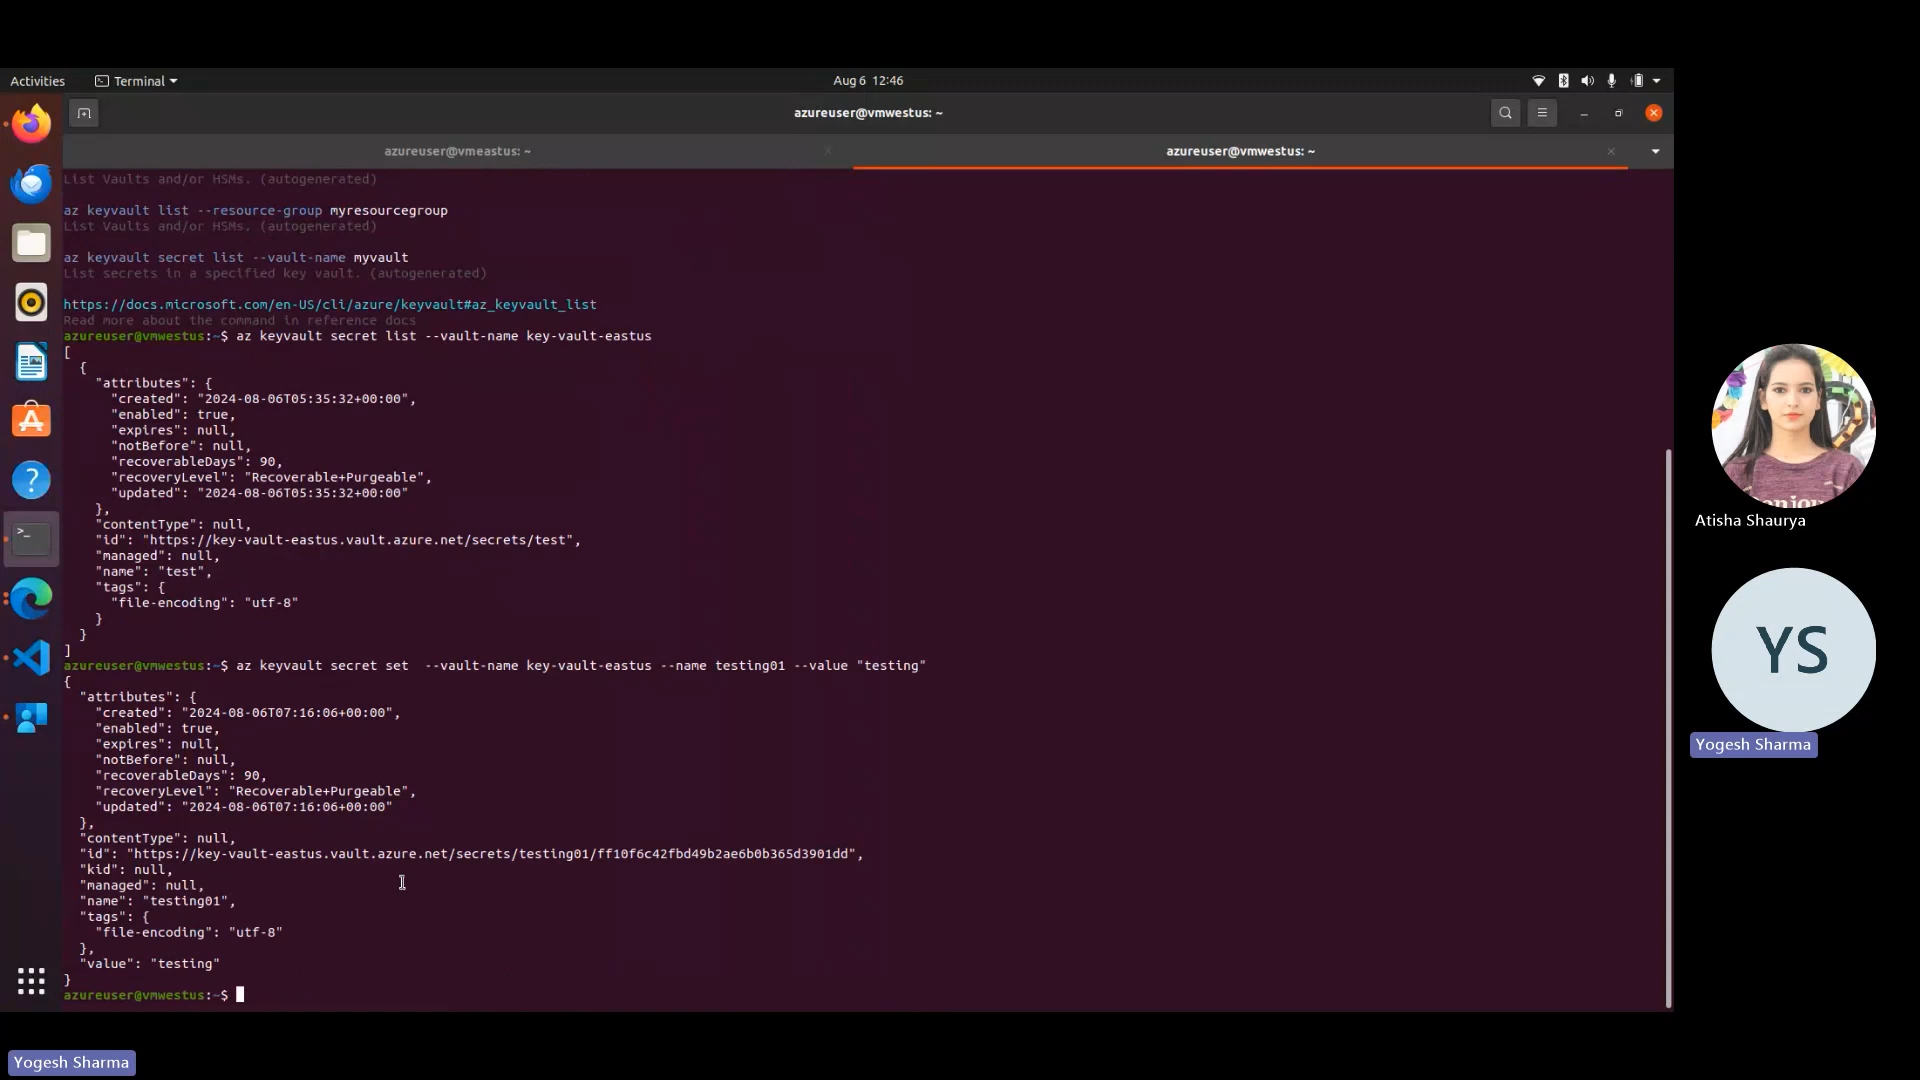 Activities
Terminal
Aug 6 12:46
azureuser@vmwestus: ~
azureuser@vmeastus: ~
azureuser@vmwestus: ~
List Vaults and/or HSMs. (autogenerated)
az keyvault list --resource-group myresourcegroup
List Vaults and/or HSMs. (autogenerated)
az keyvault secret list --vault-name myvault
List secrets in a specified key vault. (autogenerated)
https://docs.microsoft.com/en-US/cli/azure/keyvault#az_keyvault_list
Read more about the command in reference docs
azureuser@vmwestus:~$ az keyvault secret list --vault-name key-vault-eastus
[
  {
    "attributes": {
      "created": "2024-08-06T05:35:32+00:00",
      "enabled": true,
      "expires": null,
      "notBefore": null,
      "recoverableDays": 90,
      "recoveryLevel": "Recoverable+Purgeable",
      "updated": "2024-08-06T05:35:32+00:00"
    },
    "contentType": null,
    "id": "https://key-vault-eastus.vault.azure.net/secrets/test",
    "managed": null,
    "name": "test",
    "tags": {
      "file-encoding": "utf-8"
    }
  }
]
azureuser@vmwestus:~$ az keyvault secret set  --vault-name key-vault-eastus --name testing01 --value "testing"
{
  "attributes": {
    "created": "2024-08-06T07:16:06+00:00",
    "enabled": true,
    "expires": null,
    "notBefore": null,
    "recoverableDays": 90,
    "recoveryLevel": "Recoverable+Purgeable",
    "updated": "2024-08-06T07:16:06+00:00"
  },
  "contentType": null,
  "id": "https://key-vault-eastus.vault.azure.net/secrets/testing01/ff10f6c42fbd49b2ae6b0b365d3901dd",
  "kid": null,
  "managed": null,
  "name": "testing01",
  "tags": {
    "file-encoding": "utf-8"
  },
  "value": "testing"
}
azureuser@vmwestus:~$
Atisha Shaurya
YS
Yogesh Sharma
Yogesh Sharma